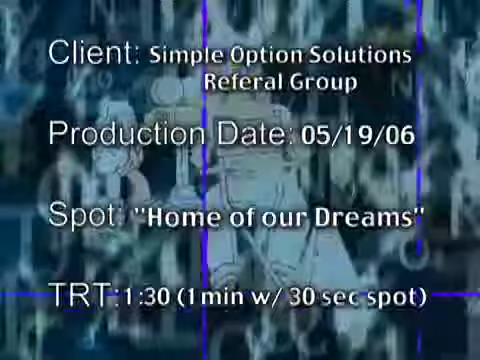 Client: Simple Option Solutions
Referal Group
Production Date: 05/19/06
Spot: "Home of our Dreams"
TRT: 1:30 (1min w/ 30 sec spot)